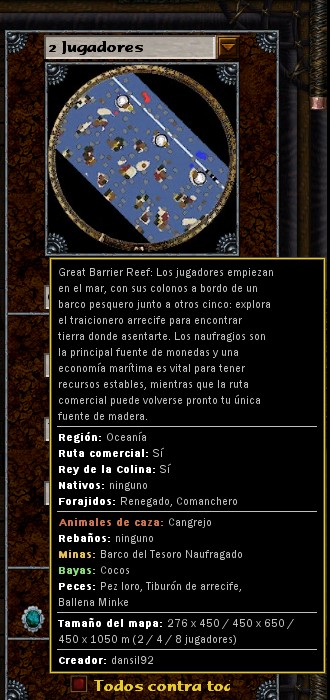 2 Jugadores
Great Barrier Reef: Los jugadores empiezan
en el mar, con sus colonos a bordo de un
barco pesquero junto a otros cinco: explora
el traicionero arrecife para encontrar
tierra donde asentarte. Los naufragios son
la principal fuente de monedas y una
economía marítima es vital para tener
recursos estables, mientras que la ruta
comercial puede volverse pronto tu única
fuente de madera.
Región: Oceanía
Ruta comercial: Sí
Rey de la Colina: Sí
Nativos: ninguno
Forajidos: Renegado, Comanchero
Animales de caza: Cangrejo
Rebaños: ninguno
Minas: Barco del Tesoro Naufragado
Bayas: Cocos
Peces: Pez loro, Tiburón de arrecife,
Ballena Minke
Tamaño del mapa: 276 x 450 / 450 x 650 /
450 x 1050 m (2 / 4 / 8 jugadores)
Creador: dansil92
Todos contra